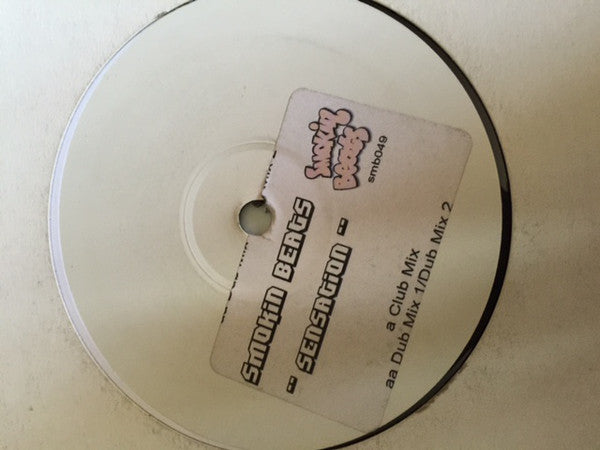 Smokin
Beats
smb049
SMOKIN BEATS
" SENSATION "
a Club Mix
aa Dub Mix 1/Dub Mix 2